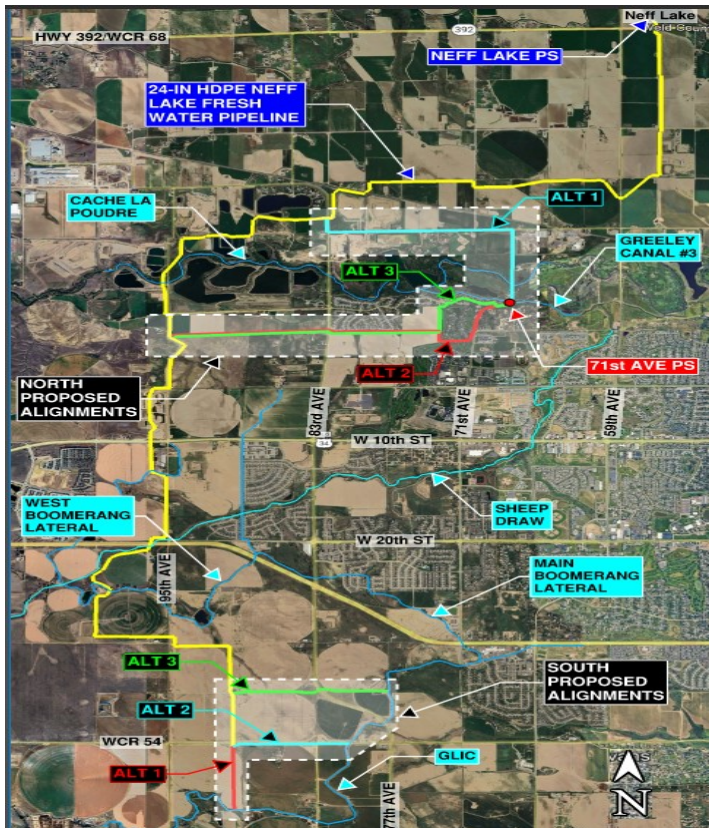 Neff Lake
Weld Coun
HWY 392/WCR 68
392
NEFF LAKE PS
24-IN HDPE NEFF
LAKE FRESH
WATER PIPELINE
CACHE LA
POUDRE
ALT 1
GREELEY
CANAL #3
ALT 3
71st AVE PS
ALT 2
NORTH
PROPOSED
ALIGNMENTS
83rd AVE
71st AVE
59th AVE
34
W 10th ST
WEST
BOOMERANG
LATERAL
SHEEP
DRAW
W 20th ST
95th AVE
MAIN
BOOMERANG
LATERAL
ALT 3
SOUTH
PROPOSED
ALIGNMENTS
ALT 2
WCR 54
ALT 1
GLIC
77th AVE
N